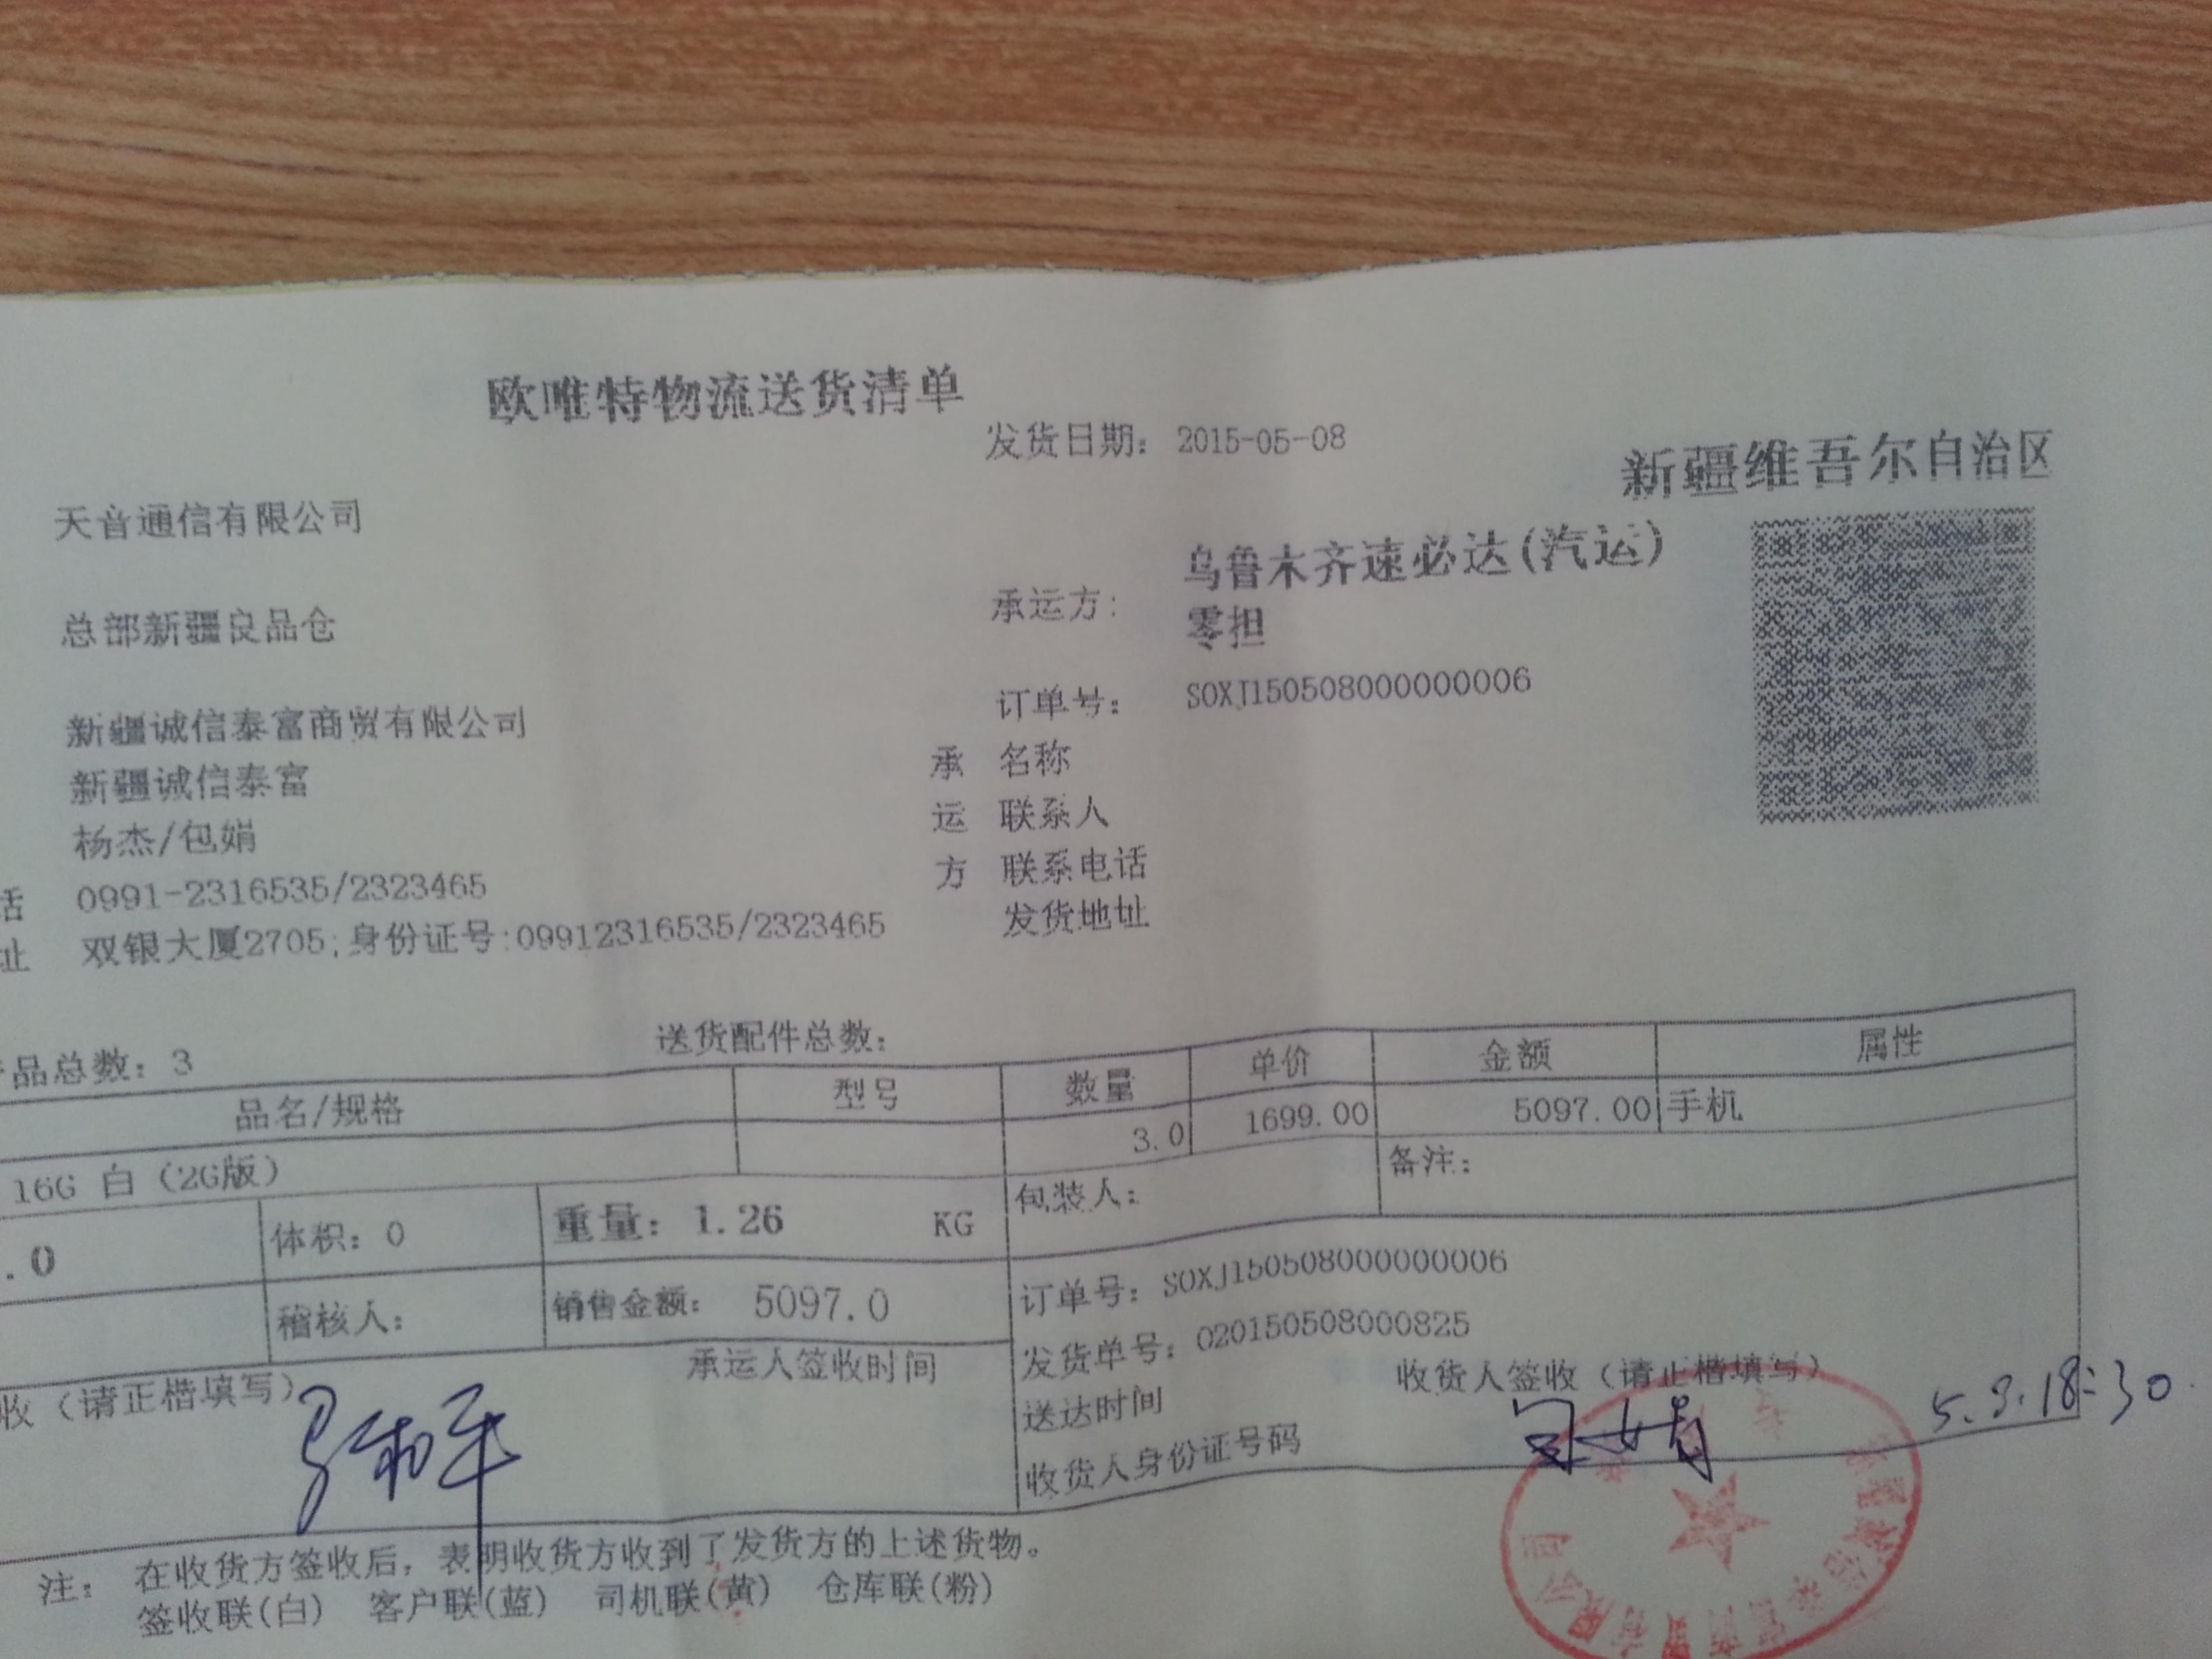 欧唯特物流送货清单
发货日期: 2015-05-08
新疆维吾尔自治区
天音通信有限公司
承运方: 乌鲁木齐速必达(汽运)
零担
总部新疆良品仓
订单号: SOXJ150508000000006
新疆诚信泰富商贸有限公司
承 名称
新疆诚信泰富
运 联系人
杨杰/包娟
方 联系电话
话 0991-2316535/2323465
发货地址
址 双银大厦2705;身份证号:09912316535/2323465
品总数: 3
送货配件总数:
品名/规格 型号 数量 单价 金额 属性
16G 白 (2G版) 3.0 1699.00 5097.00 手机
.0 体积: 0 重量: 1.26 KG 包装人: 备注:
稽核人: 销售金额: 5097.0 订单号: SOXJ150508000000006
发货单号: 020150508000825
收 (请正楷填写) 承运人签收时间
送达时间 收货人签收 (请正楷填写) 5.9.18:30
收货人身份证号码
注: 在收货方签收后, 表明收货方收到了发货方的上述货物。
签收联(白) 客户联(蓝) 司机联(黄) 仓库联(粉)